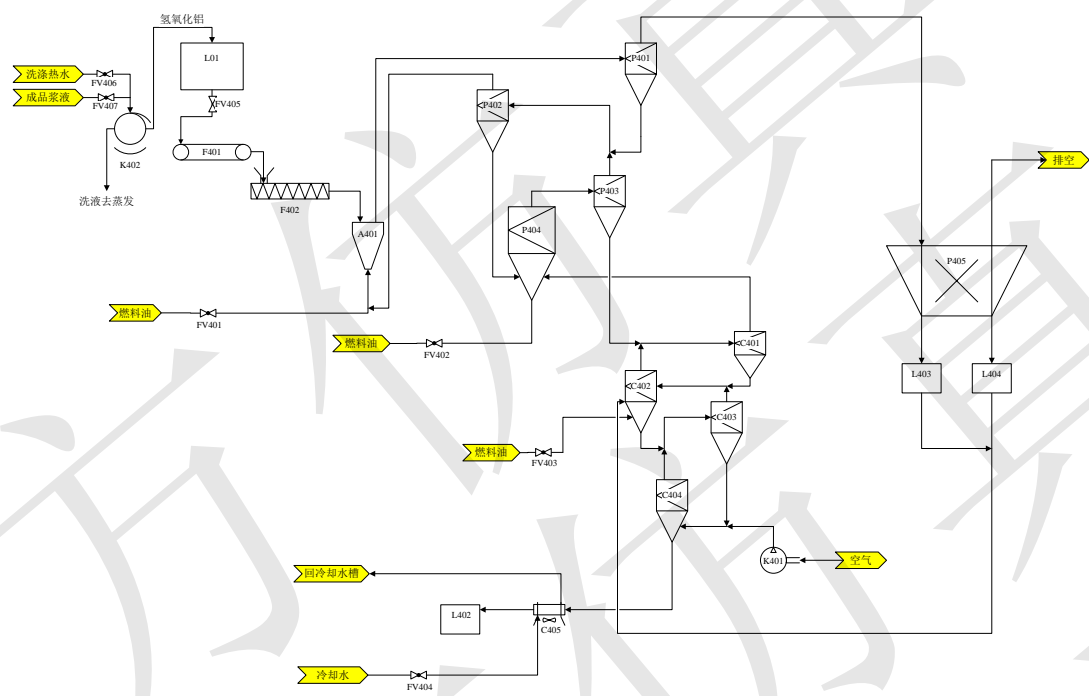 氢氧化铝
L01
P401
洗涤热水
FV406
成品浆液
FV407
FV405
P402
K402
F401
排空
洗液去蒸发
F402
P403
A401
P404
P405
燃料油
FV401
燃料油
FV402
C401
L403
L404
C402
C403
燃料油
FV403
C404
K401
空气
回冷却水槽
L402
C405
冷却水
FV404
方仿真